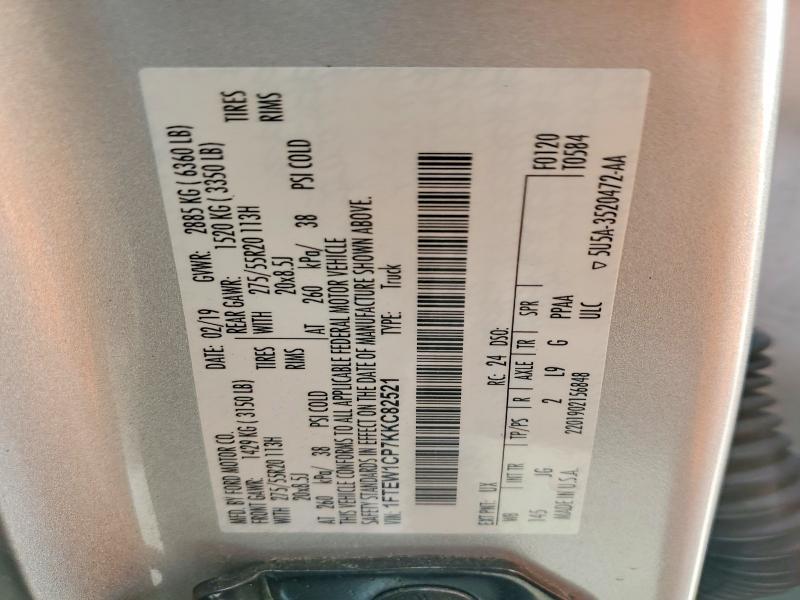 MFD. BY FORD MOTOR CO.
DATE: 02/19 GVWR: 2885 KG ( 6360 LB)
FRONT GAWR: 1429 KG ( 3150 LB) REAR GAWR: 1520 KG ( 3350 LB)
WITH 275/55R20 113H TIRES WITH 275/55R20 113H TIRES
20x8.5J RIMS 20x8.5J RIMS
AT 260 kPa/ 38 PSI COLD AT 260 kPa/ 38 PSI COLD
THIS VEHICLE CONFORMS TO ALL APPLICABLE FEDERAL MOTOR VEHICLE
SAFETY STANDARDS IN EFFECT ON THE DATE OF MANUFACTURE SHOWN ABOVE.
VIN: 1FTEW1CP7KKC82521 TYPE: Truck
F0120
T0584
EXT PNT: UX RC: 24 DSO:
WB INT TR TP/PS R AXLE TR SPR
145 JG 2 L9 G PPAA
ULC
▽ 5U5A-3520472-AA
MADE IN U.S.A. 2201902156848